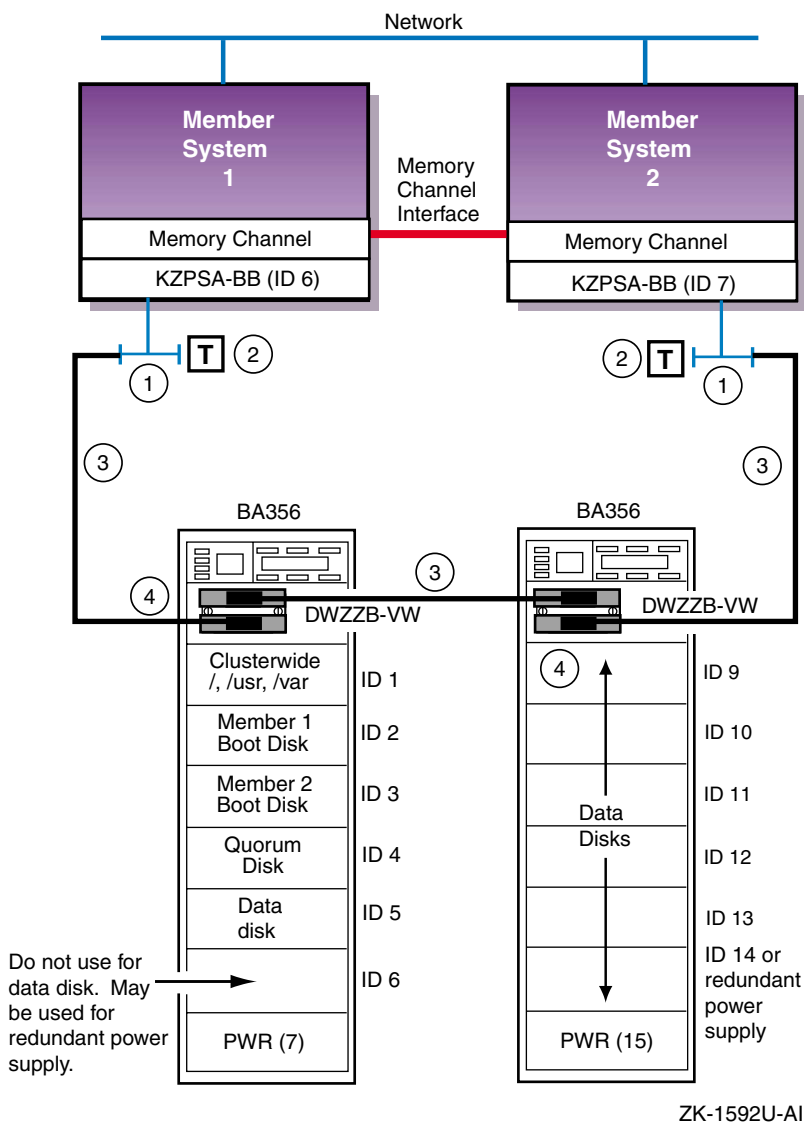 Network
Member
System
1
Member
System
2
Memory
Channel
Interface
Memory Channel
Memory Channel
KZPSA-BB (ID 6)
KZPSA-BB (ID 7)
T
2
2
T
1
1
3
3
BA356
BA356
3
4
DWZZB-VW
DWZZB-VW
Clusterwide
/, /usr, /var
ID 1
4
ID 9
Member 1
Boot Disk
ID 2
ID 10
Member 2
Boot Disk
ID 3
ID 11
Data
Disks
Quorum
Disk
ID 4
ID 12
Data
disk
ID 5
ID 13
Do not use for
data disk. May
be used for
redundant power
supply.
ID 6
ID 14 or
redundant
power
supply
PWR (7)
PWR (15)
ZK-1592U-AI